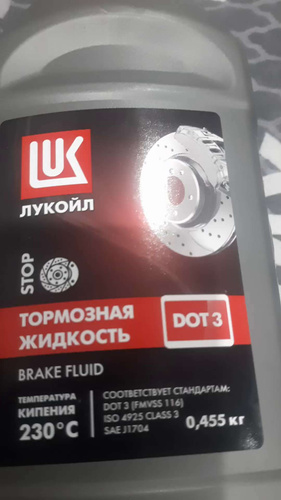 LUK
ЛУКОЙЛ
STOP
ТОРМОЗНАЯ
ЖИДКОСТЬ
DOT 3
BRAKE FLUID
ТЕМПЕРАТУРА
КИПЕНИЯ
230°C
СООТВЕТСТВУЕТ СТАНДАРТАМ:
DOT 3 (FMVSS 116)
ISO 4925 CLASS 3
SAE J1704
0,455 кг